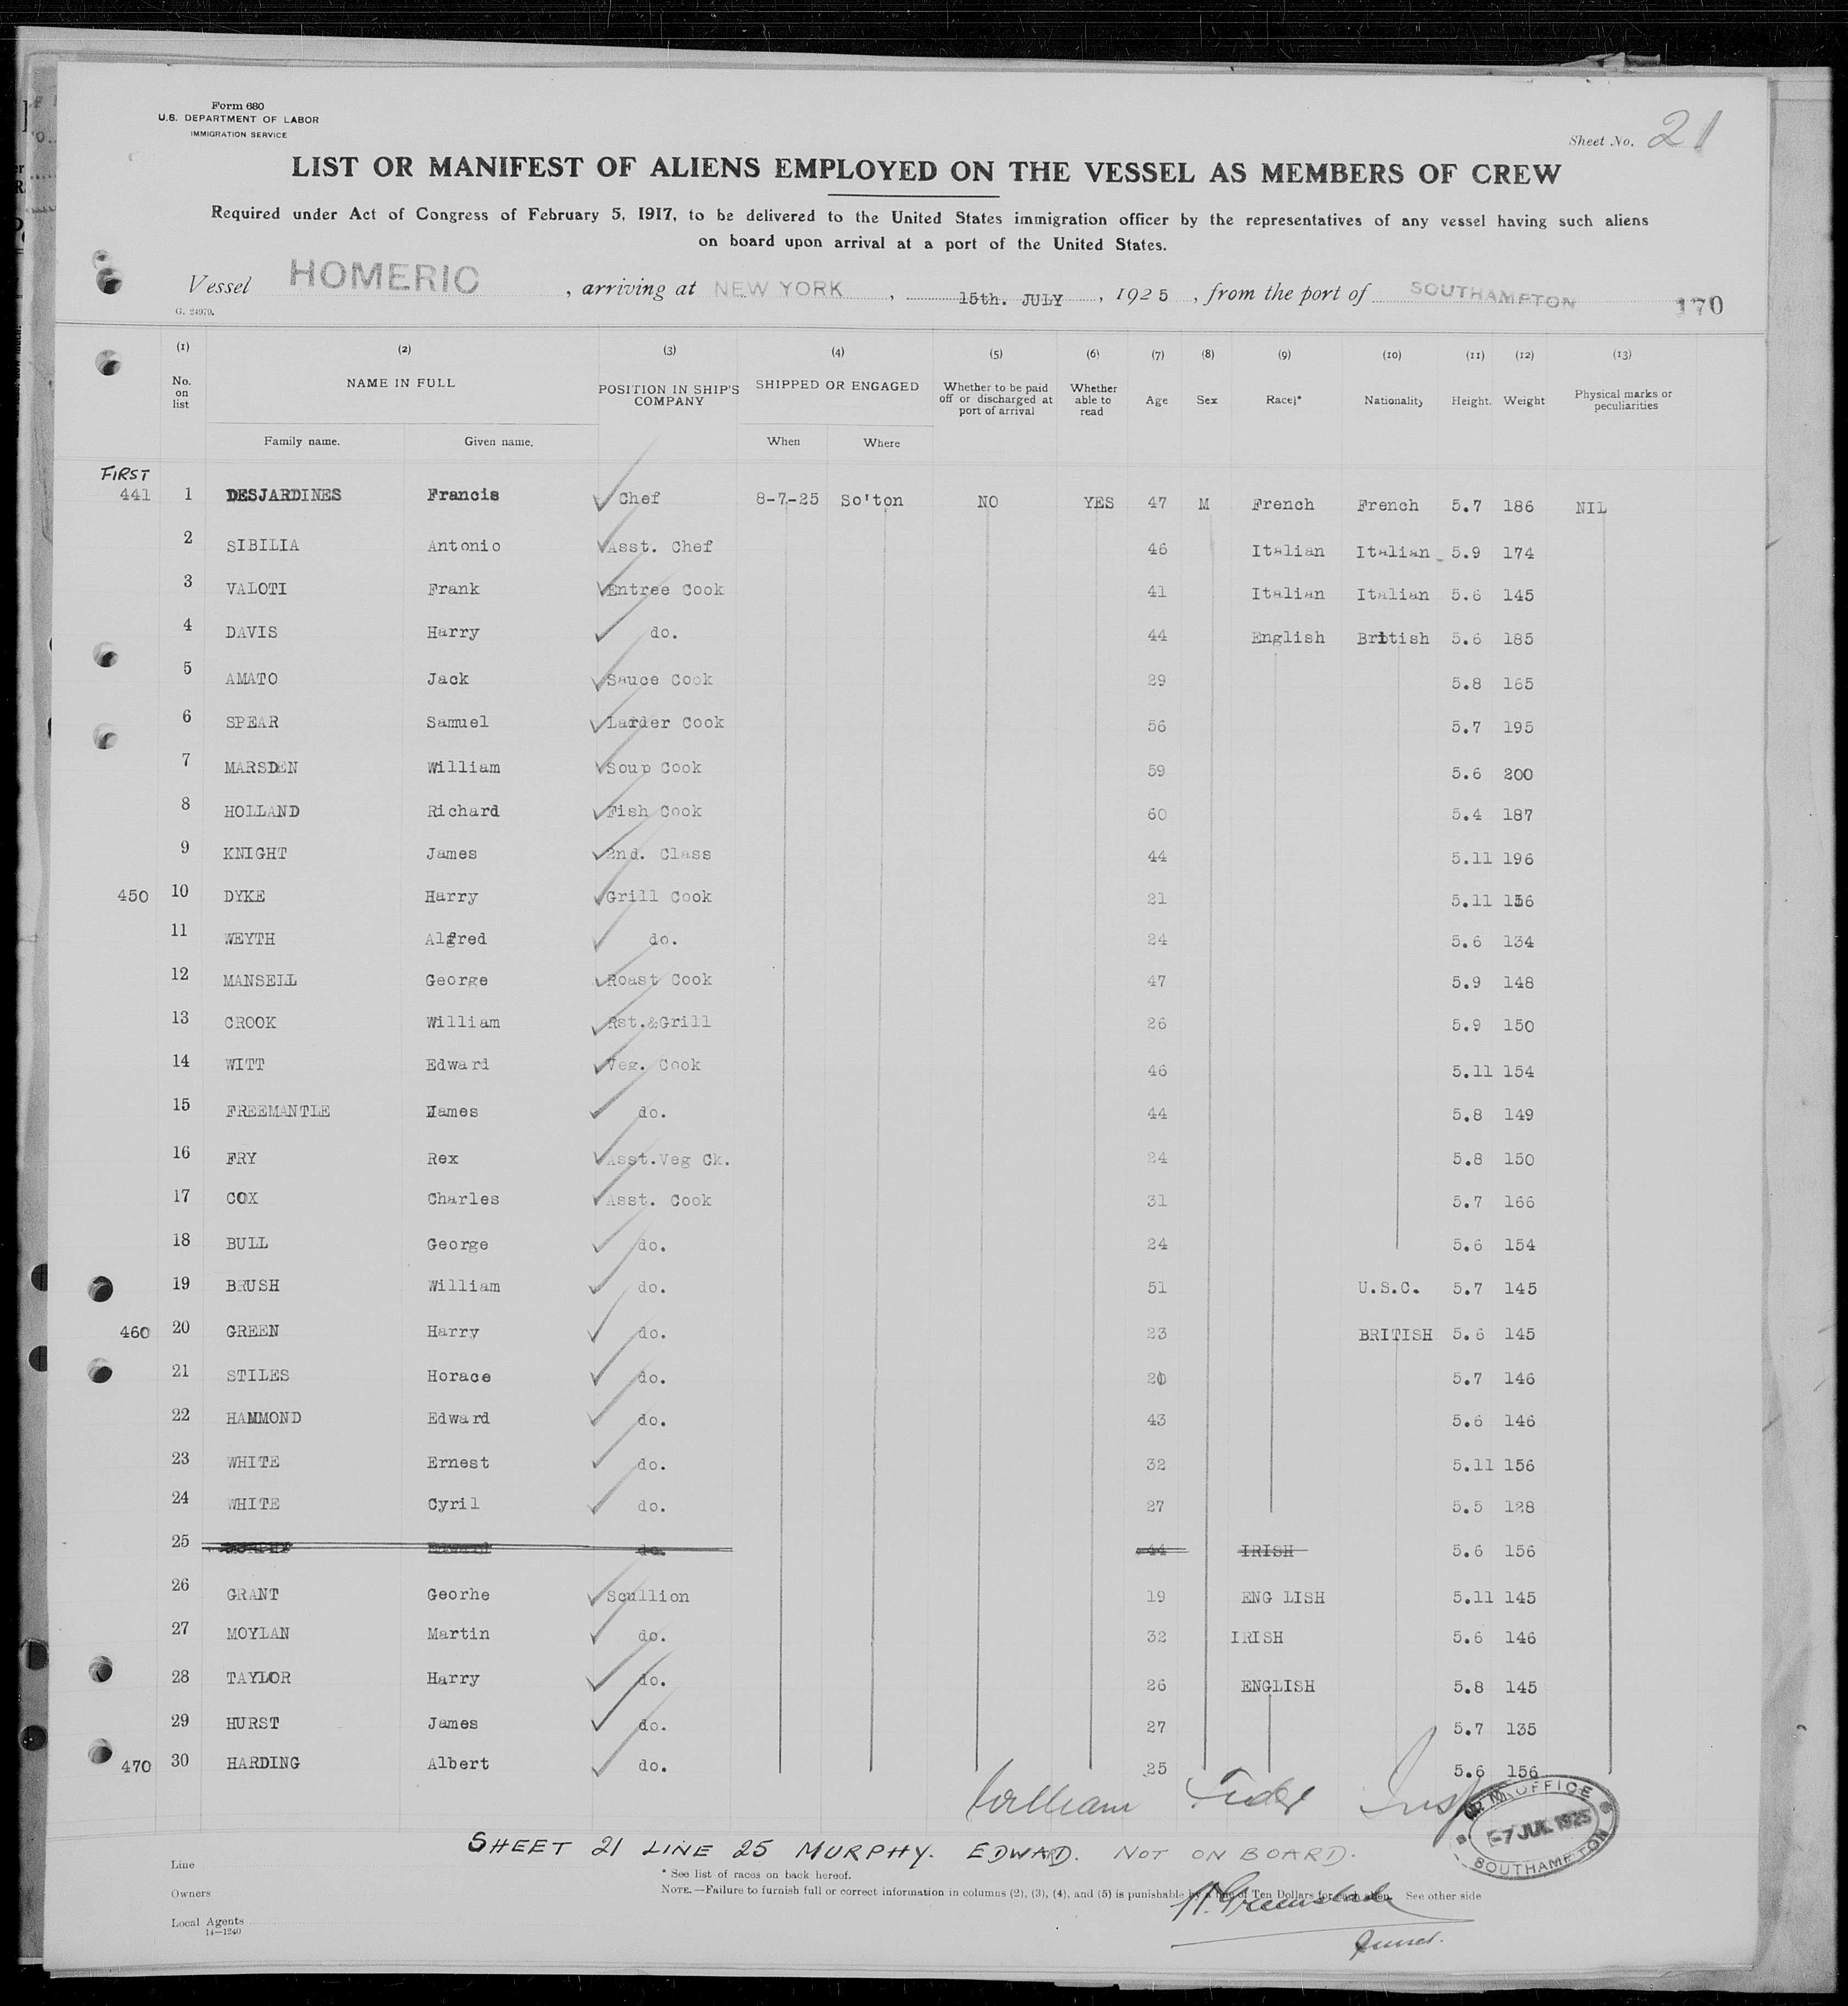 Form 680
U.S. DEPARTMENT OF LABOR
IMMIGRATION SERVICE
Sheet No. 21
LIST OR MANIFEST OF ALIENS EMPLOYED ON THE VESSEL AS MEMBERS OF CREW
Required under Act of Congress of February 5, 1917, to be delivered to the United States immigration officer by the representatives of any vessel having such aliens
on board upon arrival at a port of the United States.
Vessel HOMERIC, arriving at NEW YORK, 15th. JULY, 1925, from the port of SOUTHAMPTON 170
G. 24979.
(1) (2) (3) (4) (5) (6) (7) (8) (9) (10) (11) (12) (13)
No. on list NAME IN FULL POSITION IN SHIP'S COMPANY SHIPPED OR ENGAGED Whether to be paid off or discharged at port of arrival Whether able to read Age Sex Race* Nationality Height. Weight Physical marks or peculiarities
Family name. Given name. When Where
FIRST
441 1 DESJARDINES Francis Chef 8-7-25 So'ton NO YES 47 M French French 5.7 186 NIL
2 SIBILIA Antonio Asst. Chef 46 Italian Italian 5.9 174
3 VALOTI Frank Entree Cook 41 Italian Italian 5.6 145
4 DAVIS Harry do. 44 English British 5.6 185
5 AMATO Jack Sauce Cook 29 5.8 165
6 SPEAR Samuel Larder Cook 56 5.7 195
7 MARSDEN William Soup Cook 59 5.6 200
8 HOLLAND Richard Fish Cook 60 5.4 187
9 KNIGHT James 2nd. Class 44 5.11 196
450 10 DYKE Harry Grill Cook 21 5.11
11 WEYTH Alfred do. 24 5.6 134
12 MANSELL George Roast Cook 47 5.9 148
13 CROOK William Rst.&Grill 26 5.9 150
14 WITT Edward Veg. Cook 46 5.11 154
15 FREEMANTLE James do. 44 5.8 149
16 FRY Rex Asst.Veg Ck. 24 5.8 150
17 COX Charles Asst. Cook 31 5.7 166
18 BULL George do. 24 5.6 154
19 BRUSH William do. 51 U.S.C. 5.7 145
460 20 GREEN Harry do. 23 BRITISH 5.6 145
21 STILES Horace do. 5.7 146
22 HAMMOND Edward do. 43 5.6 146
23 WHITE Ernest do. 32 5.11 156
24 WHITE Cyril do. 27 5.5 128
25 MURPHY Edward do. 44 IRISH 5.6 156
26 GRANT Georhe Scullion 19 ENG LISH 5.11 145
27 MOYLAN Martin do. 32 IRISH 5.6 146
28 TAYLOR Harry do. 26 ENGLISH 5.8 145
29 HURST James do. 27 5.7 135
470 30 HARDING Albert do. 25 5.6 156
William
OFFICE
-7 JUL 1925
SOUTHAMPTON
SHEET 21 LINE 25 MURPHY. EDWAD. NOT ON BOARD.
Line
* See list of races on back hereof.
Owners
NOTE.—Failure to furnish full or correct information in columns (2), (3), (4), and (5) is punishable by a fine of Ten Dollars for each alien. See other side
Local Agents
14—1240